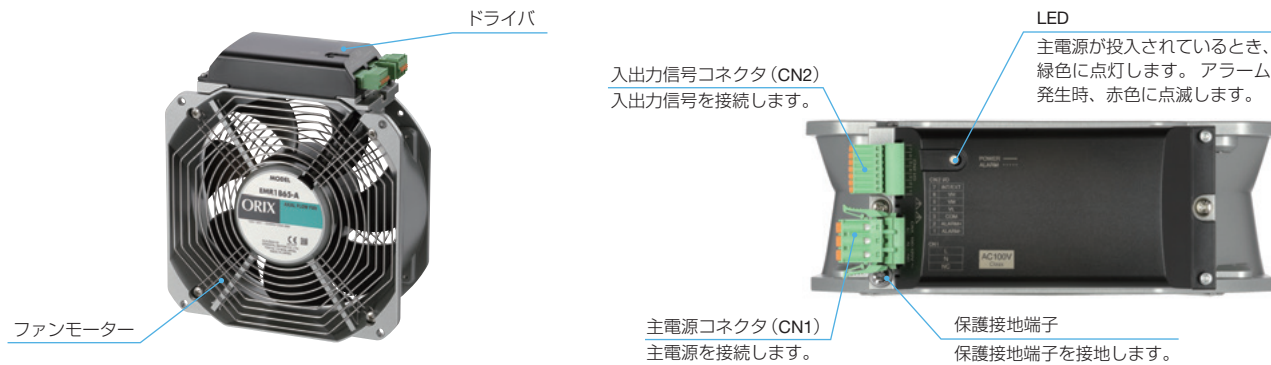 ドライバ
MODEL
EMR1865-A
ORIX
ファンモーター
LED
主電源が投入されているとき、
緑色に点灯します。 アラーム
発生時、赤色に点滅します。
入出力信号コネクタ(CN2)
入出力信号を接続します。
POWER
ALARM
CN2 I/O
COM
CN1
L
N
NC
AC100V
主電源コネクタ(CN1)
主電源を接続します。
保護接地端子
保護接地端子を接地します。